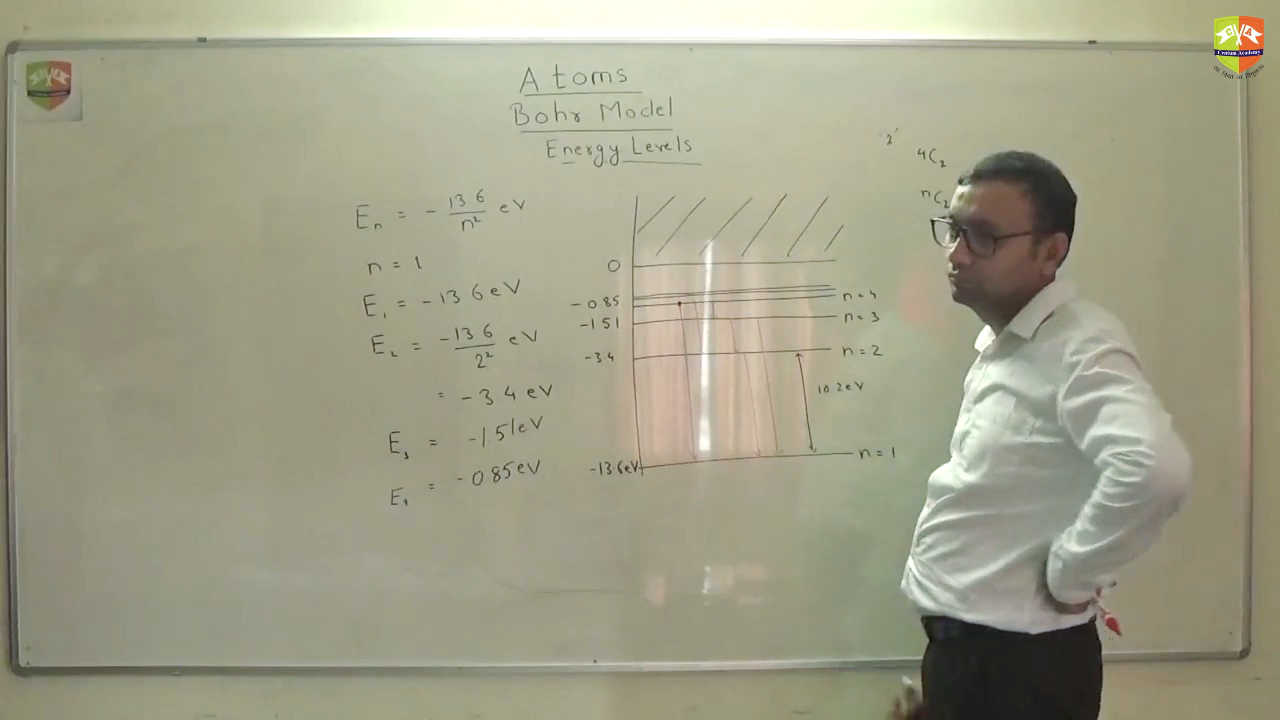 Centum Academy
Atoms
Bohr Model
Energy Levels
4C₂
nC₂
Eₙ = - 13.6/n² eV
n = 1
E₁ = -13.6 eV
E₂ = -13.6/2² eV
= -3.4 eV
E₃ = -1.51 eV
E₄ = -0.85 eV
0
-0.85
n=4
-1.51
n=3
-3.4
n=2
10.2 eV
-13.6 eV
n=1